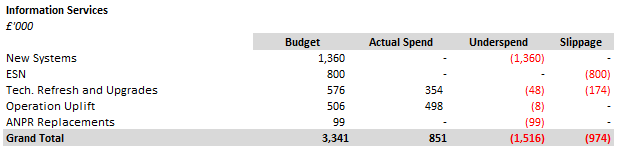 Information Services
£'000
Budget Actual Spend Underspend Slippage
New Systems 1,360 - (1,360) -
ESN 800 - - (800)
Tech. Refresh and Upgrades 576 354 (48) (174)
Operation Uplift 506 498 (8) -
ANPR Replacements 99 - (99) -
Grand Total 3,341 851 (1,516) (974)